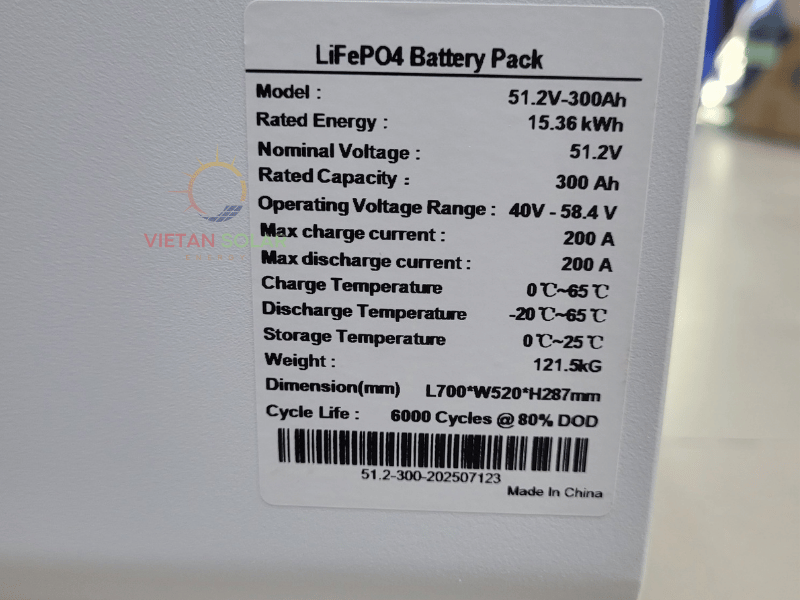 LiFePO4 Battery Pack
Model : 51.2V-300Ah
Rated Energy : 15.36 kWh
Nominal Voltage : 51.2V
Rated Capacity : 300 Ah
Operating Voltage Range : 40V - 58.4 V
VIETAN SOLAR
Max charge current : 200 A
Max discharge current : 200 A
Charge Temperature 0℃~65℃
Discharge Temperature -20℃~65℃
Storage Temperature 0℃~25℃
Weight : 121.5kG
Dimension(mm) L700*W520*H287mm
Cycle Life : 6000 Cycles @ 80% DOD
51.2-300-202507123
Made In China